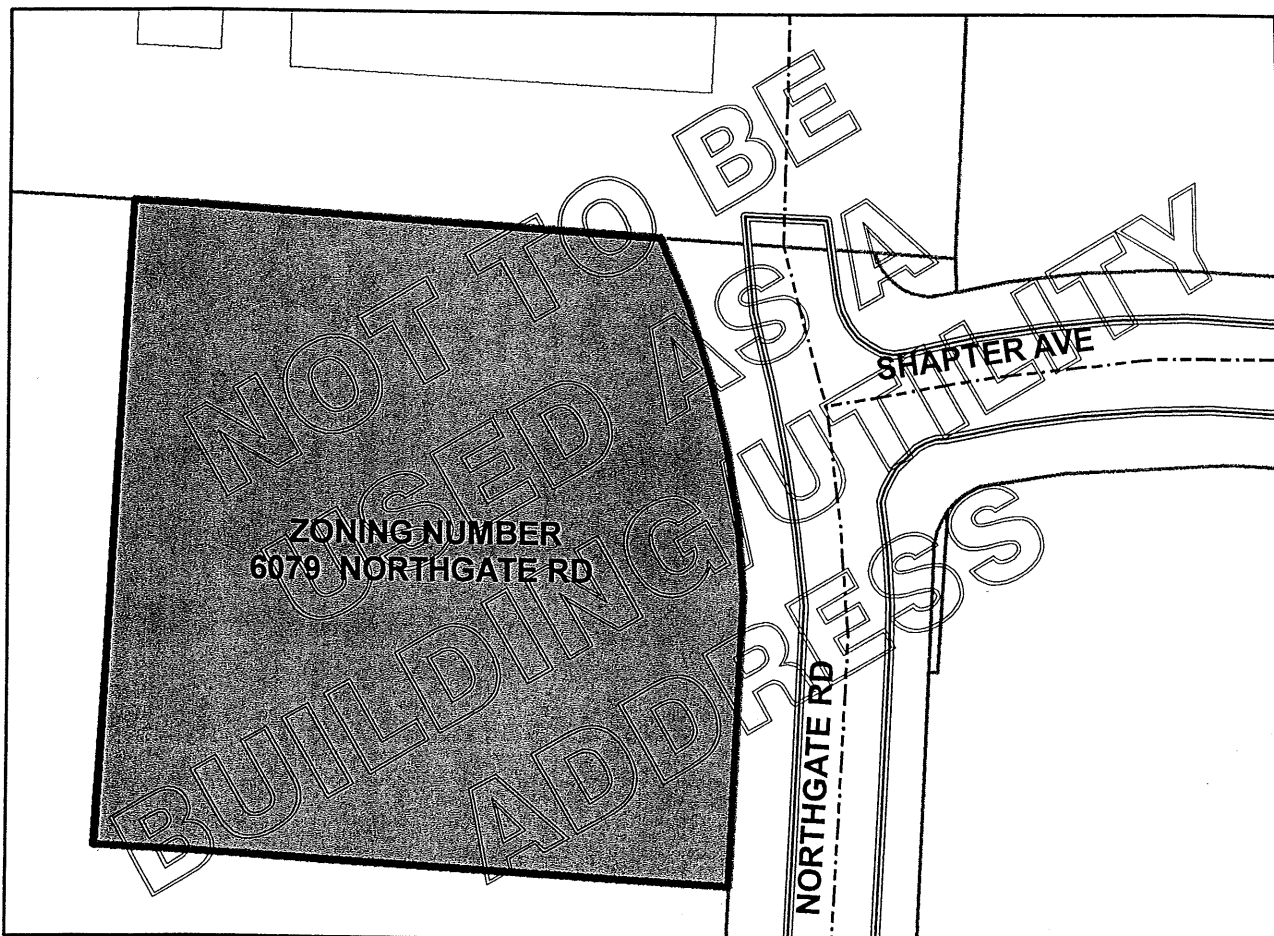 NOT TO BE
USED AS A
BUILDING/UTILITY
ADDRESS
SHAPTER AVE
ZONING NUMBER
6079 NORTHGATE RD
NORTHGATE RD